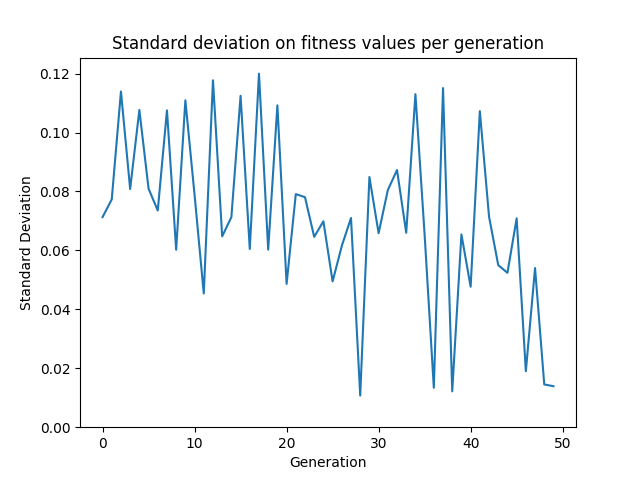 Standard deviation on fitness values per generation
0.12
0.10
0.08
0.06
0.04
0.02
0.00
Standard Deviation
0 10 20 30 40 50
Generation